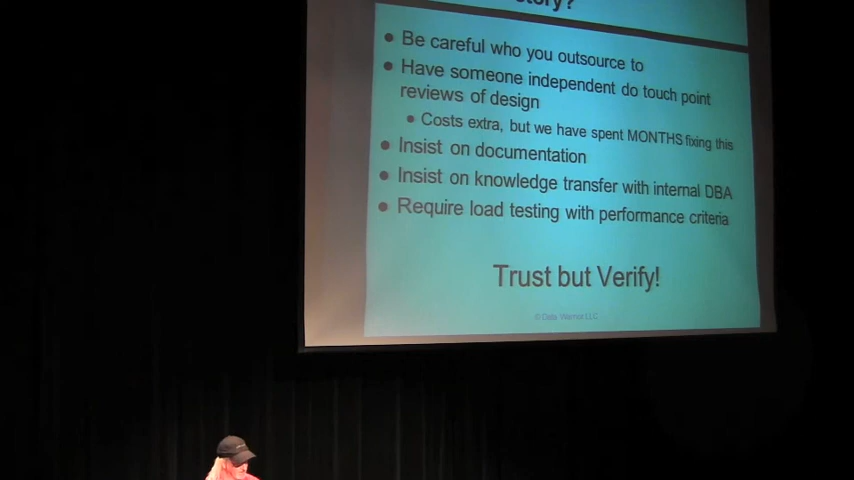 story?
• Be careful who you outsource to
• Have someone independent do touch point
reviews of design
• Costs extra, but we have spent MONTHS fixing this
• Insist on documentation
• Insist on knowledge transfer with internal DBA
• Require load testing with performance criteria
Trust but Verify!
© Data Warrior LLC